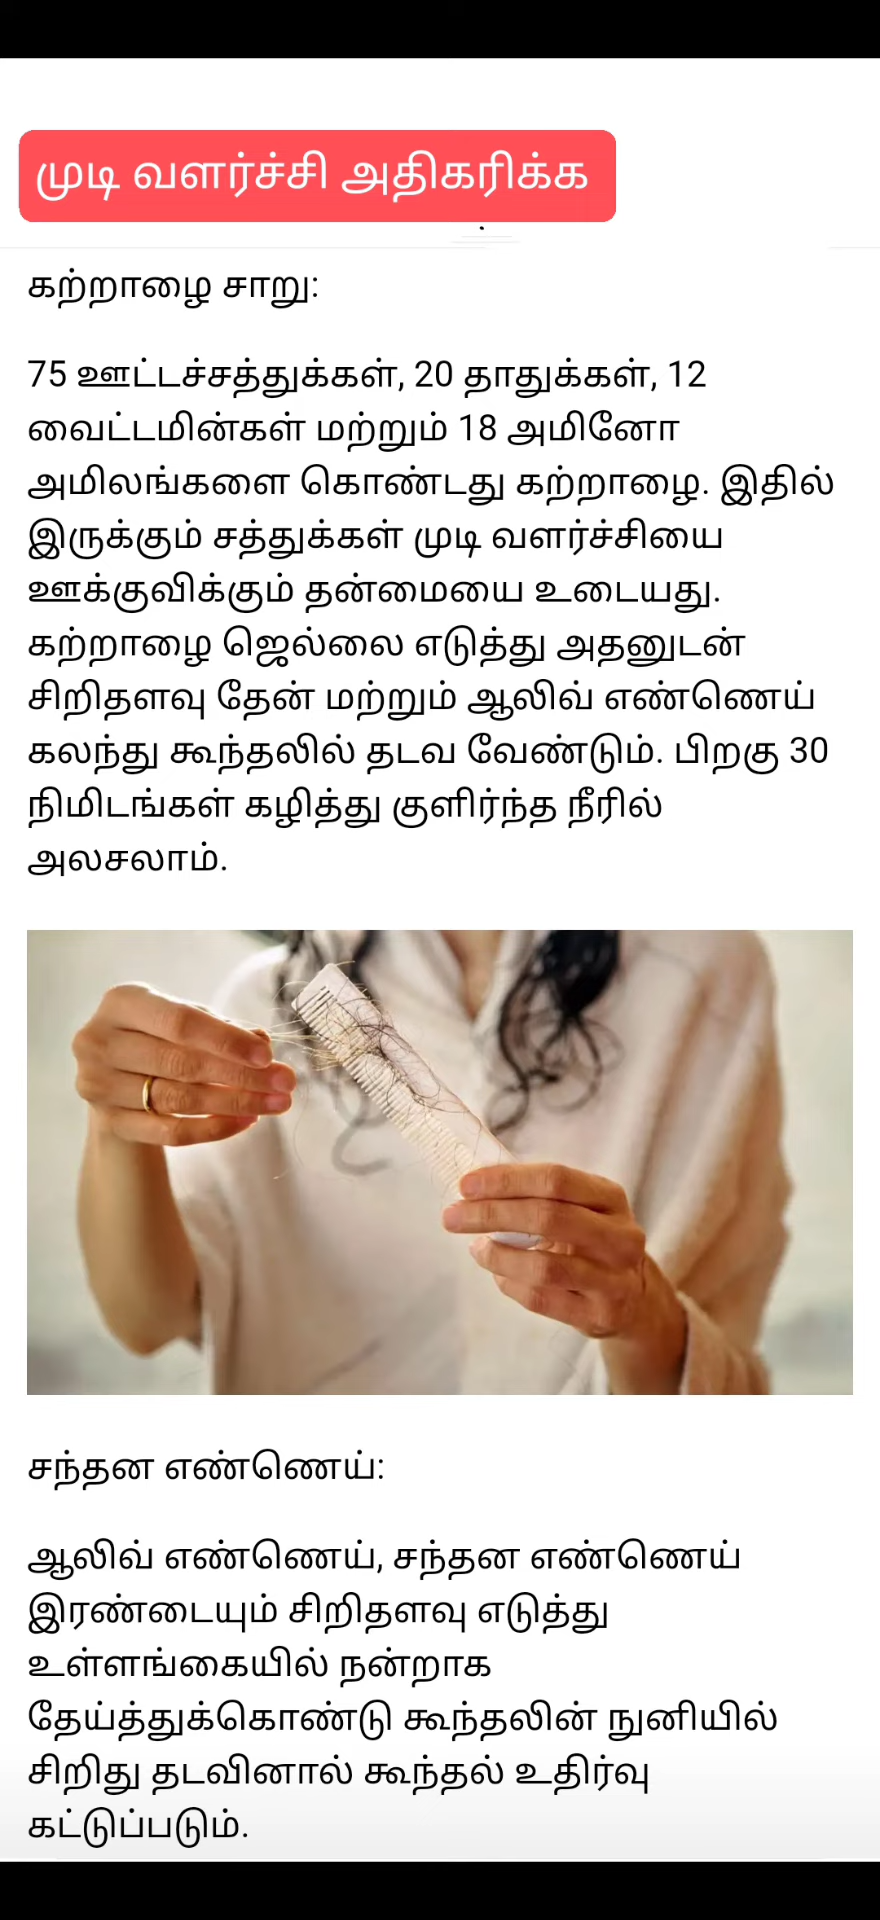 முடி வளர்ச்சி அதிகரிக்க
கற்றாழை சாறு:
75 ஊட்டச்சத்துக்கள், 20 தாதுக்கள், 12
வைட்டமின்கள் மற்றும் 18 அமினோ
அமிலங்களை கொண்டது கற்றாழை. இதில்
இருக்கும் சத்துக்கள் முடி வளர்ச்சியை
ஊக்குவிக்கும் தன்மையை உடையது.
கற்றாழை ஜெல்லை எடுத்து அதனுடன்
சிறிதளவு தேன் மற்றும் ஆலிவ் எண்ணெய்
கலந்து கூந்தலில் தடவ வேண்டும். பிறகு 30
நிமிடங்கள் கழித்து குளிர்ந்த நீரில்
அலசலாம்.
சந்தன எண்ணெய்:
ஆலிவ் எண்ணெய், சந்தன எண்ணெய்
இரண்டையும் சிறிதளவு எடுத்து
உள்ளங்கையில் நன்றாக
தேய்த்துக்கொண்டு கூந்தலின் நுனியில்
சிறிது தடவினால் கூந்தல் உதிர்வு
கட்டுப்படும்.